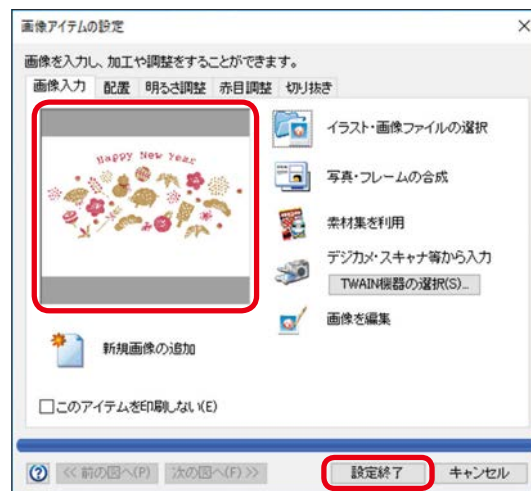 画像アイテムの設定
画像を入力し、加工や調整をすることができます。
画像入力 配置 明るさ調整 赤目調整 切り抜き
Happy New Year
イラスト・画像ファイルの選択
写真・フレームの合成
素材集を利用
デジカメ・スキャナ等から入力
TWAIN機器の選択(S)...
画像を編集
新規画像の追加
このアイテムを印刷しない(E)
<< 前の図へ(P) 次の図へ(F) >> 設定終了 キャンセル